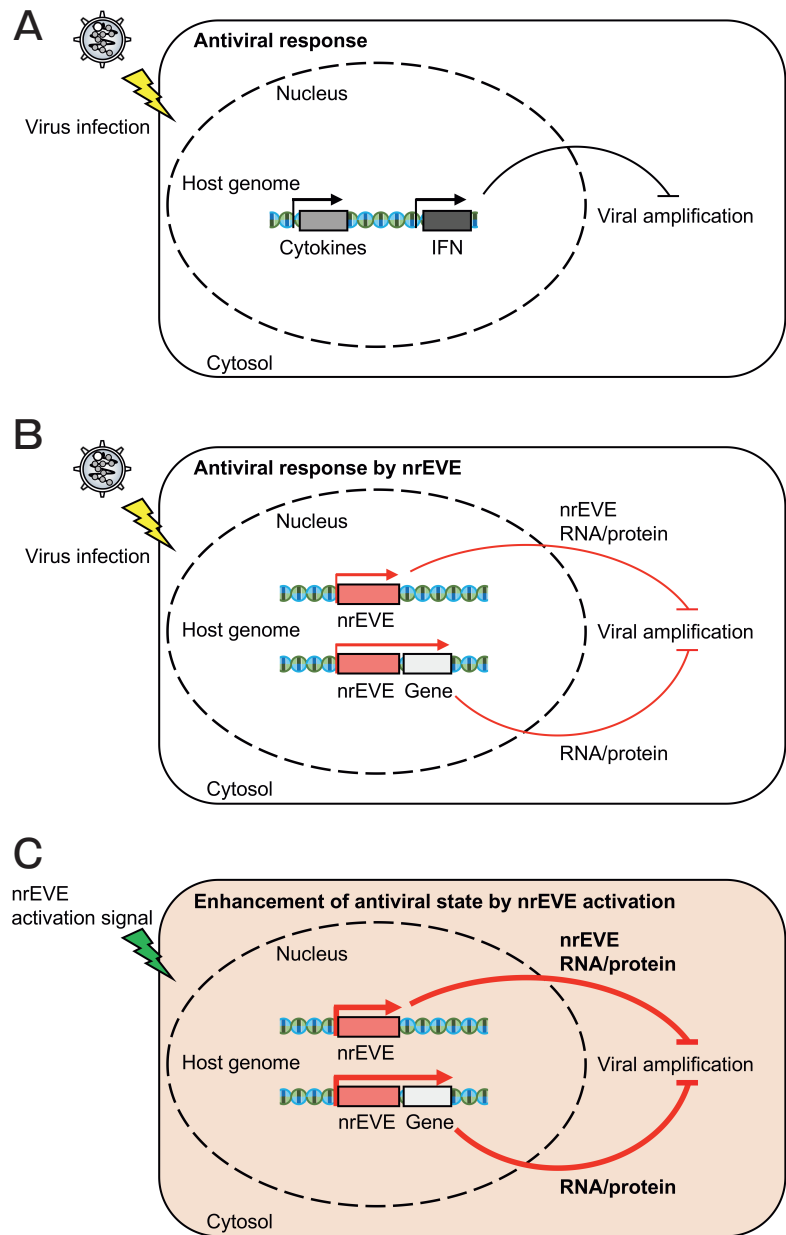 A
Antiviral response
Nucleus
Virus infection
Host genome
Cytokines
IFN
Viral amplification
Cytosol
B
Antiviral response by nrEVE
nrEVE
RNA/protein
Nucleus
Virus infection
nrEVE
Host genome
Viral amplification
nrEVE
Gene
RNA/protein
Cytosol
C
nrEVE
activation signal
Enhancement of antiviral state by nrEVE activation
nrEVE
RNA/protein
Nucleus
nrEVE
Host genome
Viral amplification
nrEVE
Gene
RNA/protein
Cytosol